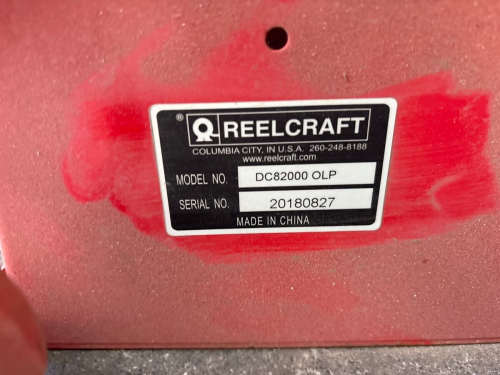 ® REELCRAFT
COLUMBIA CITY, IN U.S.A. 260-248-8188
www.reelcraft.com
MODEL NO. DC82000 OLP
SERIAL NO. 20180827
MADE IN CHINA